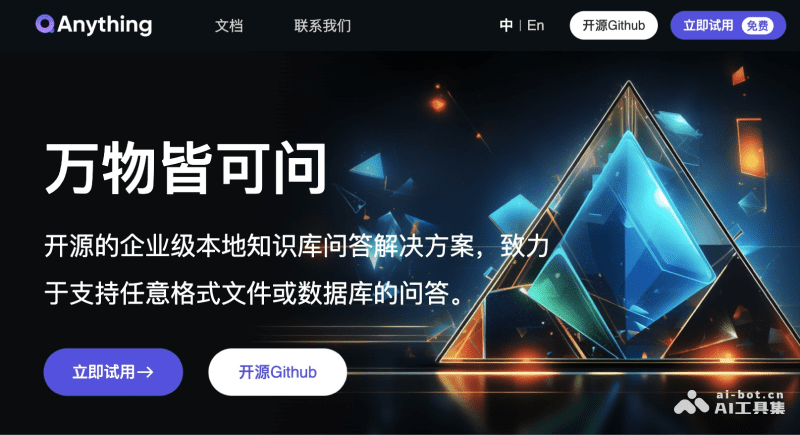 QAnything
文档
联系我们
中 | En
开源Github
立即试用 免费
万物皆可问
开源的企业级本地知识库问答解决方案，致力
于支持任意格式文件或数据库的问答。
立即试用→
开源Github
ai-bot.cn
AI工具集